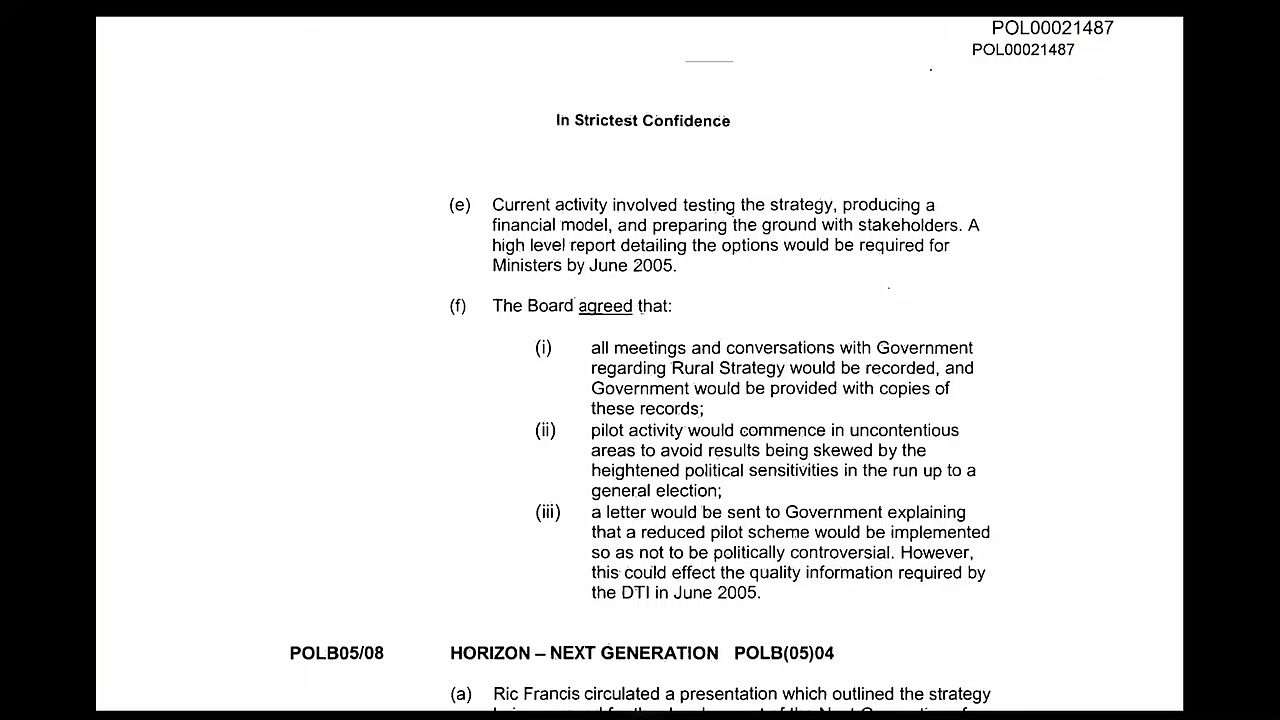 POL00021487
POL00021487
In Strictest Confidence
(e) Current activity involved testing the strategy, producing a
financial model, and preparing the ground with stakeholders. A
high level report detailing the options would be required for
Ministers by June 2005.
(f) The Board agreed that:
(i) all meetings and conversations with Government
regarding Rural Strategy would be recorded, and
Government would be provided with copies of
these records;
(ii) pilot activity would commence in uncontentious
areas to avoid results being skewed by the
heightened political sensitivities in the run up to a
general election;
(iii) a letter would be sent to Government explaining
that a reduced pilot scheme would be implemented
so as not to be politically controversial. However,
this could effect the quality information required by
the DTI in June 2005.
POLB05/08 HORIZON – NEXT GENERATION POLB(05)04
(a) Ric Francis circulated a presentation which outlined the strategy